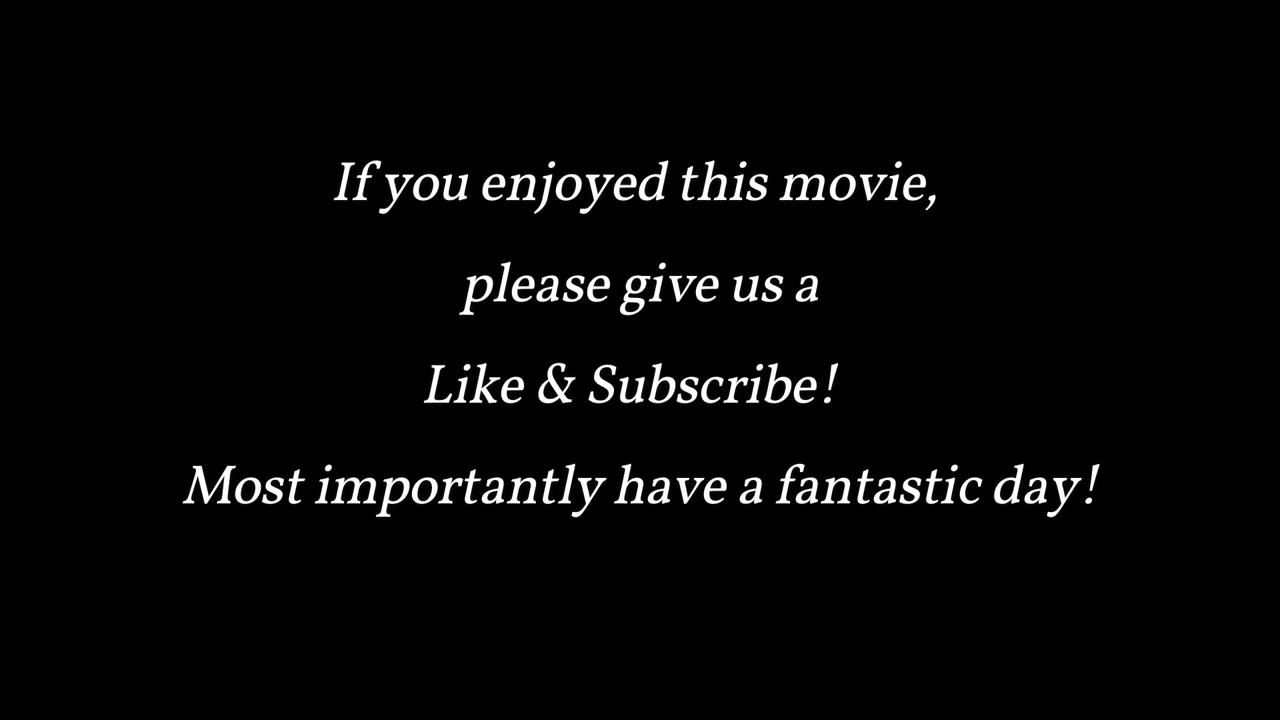 If you enjoyed this movie,
please give us a
Like & Subscribe!
Most importantly have a fantastic day!